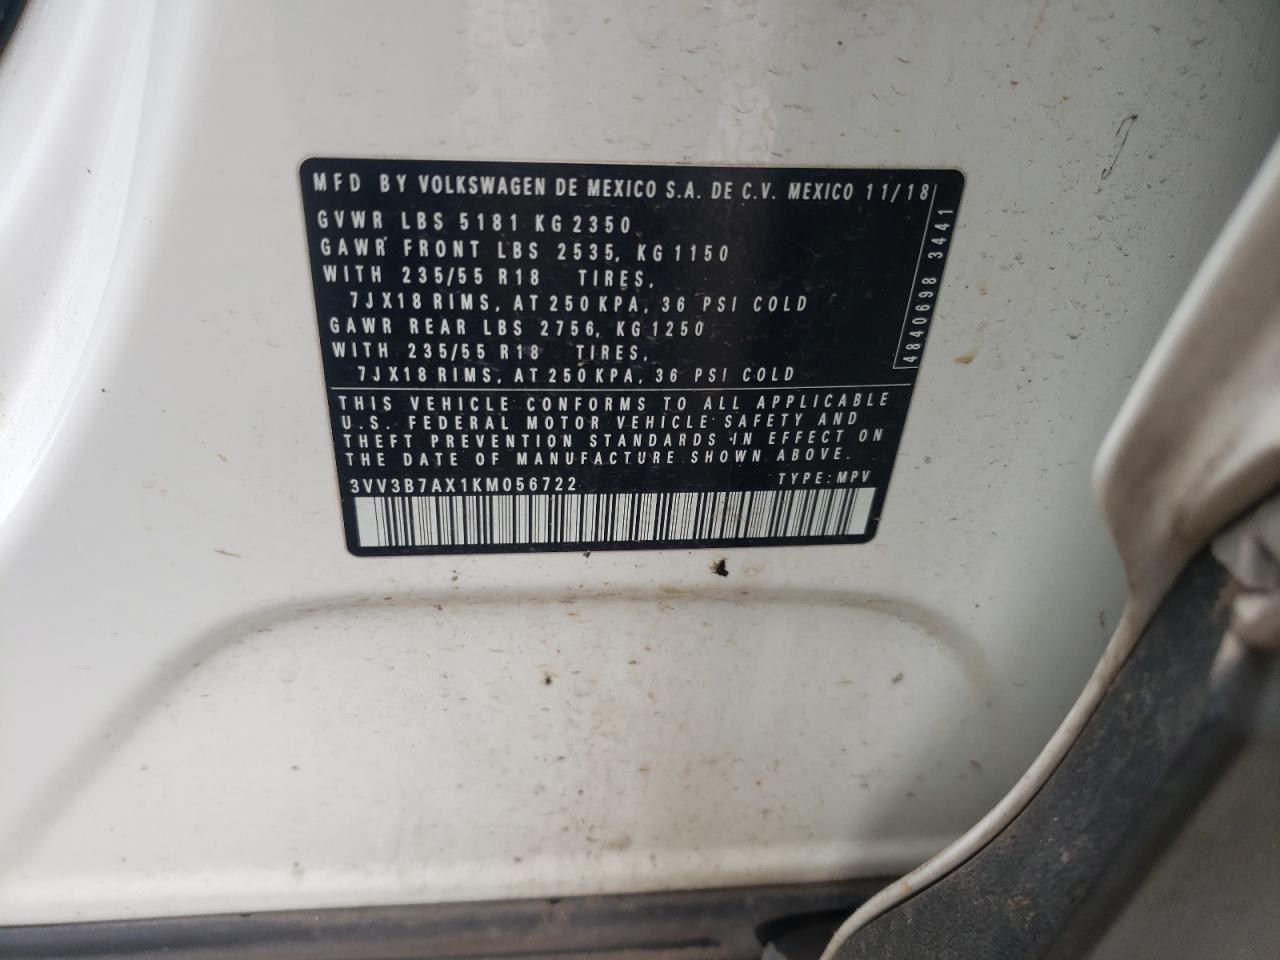 MFD BY VOLKSWAGEN DE MEXICO S.A. DE C.V. MEXICO 11/18
GVWR LBS 5181 KG 2350
GAWR FRONT LBS 2535, KG 1150
WITH 235/55 R18 TIRES,
7JX18 RIMS, AT 250 KPA, 36 PSI COLD
GAWR REAR LBS 2756, KG 1250
WITH 235/55 R18 TIRES,
7JX18 RIMS, AT 250 KPA, 36 PSI COLD
4840698 3441
THIS VEHICLE CONFORMS TO ALL APPLICABLE
U.S. FEDERAL MOTOR VEHICLE SAFETY AND
THEFT PREVENTION STANDARDS IN EFFECT ON
THE DATE OF MANUFACTURE SHOWN ABOVE.
3VV3B7AX1KM056722 TYPE: MPV